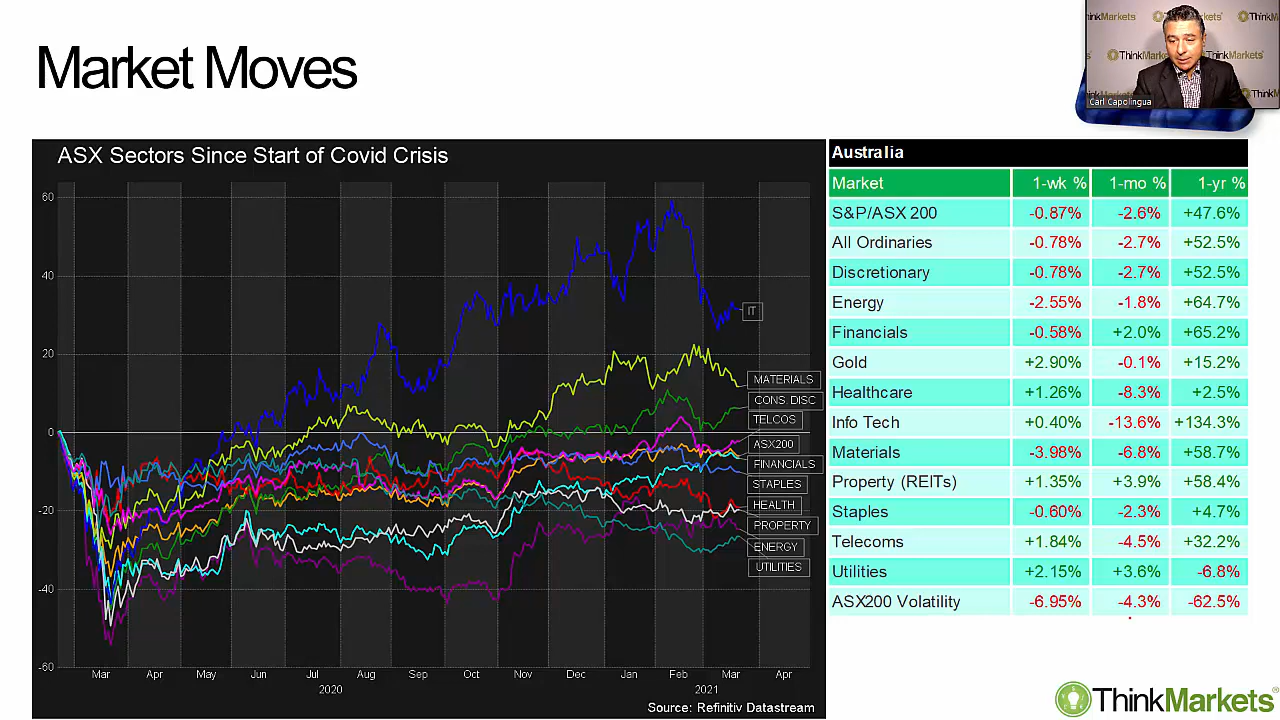 Market Moves
ThinkMarkets
Carl Capolingua
ASX Sectors Since Start of Covid Crisis
60
40
20
0
-20
-40
-60
IT
MATERIALS
CONS DISC
TELCOS
ASX200
FINANCIALS
STAPLES
HEALTH
PROPERTY
ENERGY
UTILITIES
Mar Apr May Jun Jul Aug Sep Oct Nov Dec Jan Feb Mar Apr
2020 2021
Source: Refinitiv Datastream
Australia
Market 1-wk % 1-mo % 1-yr %
S&P/ASX 200 -0.87% -2.6% +47.6%
All Ordinaries -0.78% -2.7% +52.5%
Discretionary -0.78% -2.7% +52.5%
Energy -2.55% -1.8% +64.7%
Financials -0.58% +2.0% +65.2%
Gold +2.90% -0.1% +15.2%
Healthcare +1.26% -8.3% +2.5%
Info Tech +0.40% -13.6% +134.3%
Materials -3.98% -6.8% +58.7%
Property (REITs) +1.35% +3.9% +58.4%
Staples -0.60% -2.3% +4.7%
Telecoms +1.84% -4.5% +32.2%
Utilities +2.15% +3.6% -6.8%
ASX200 Volatility -6.95% -4.3% -62.5%
ThinkMarkets®